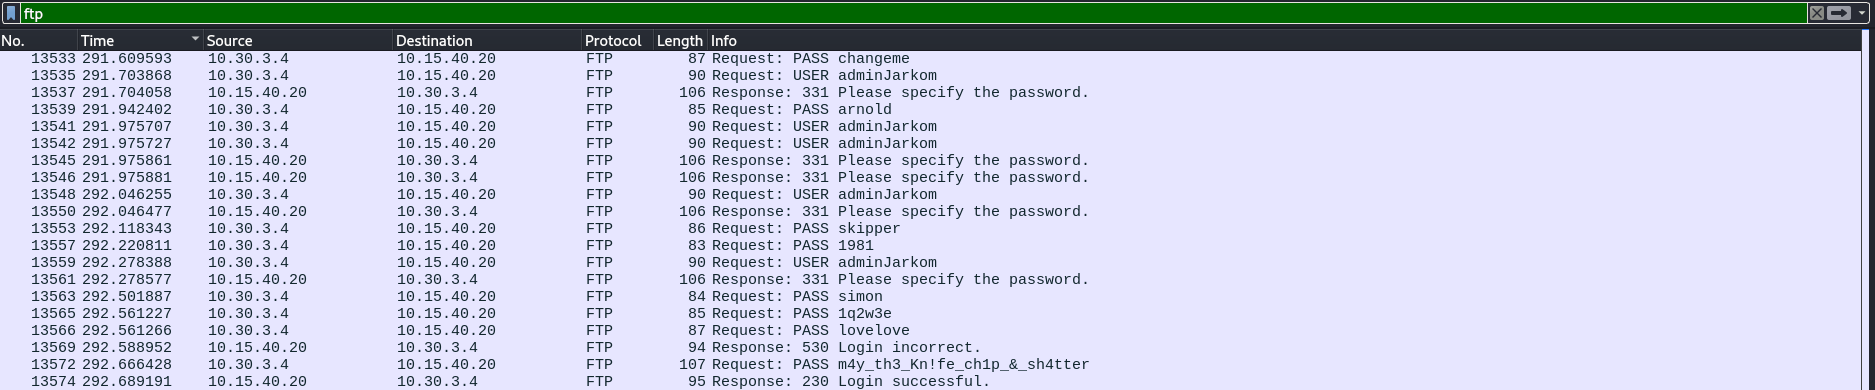 ftp
No. Time Source Destination Protocol Length Info
13533 291.609593 10.30.3.4 10.15.40.20 FTP 87 Request: PASS changeme
13535 291.703868 10.30.3.4 10.15.40.20 FTP 90 Request: USER adminJarkom
13537 291.704058 10.15.40.20 10.30.3.4 FTP 106 Response: 331 Please specify the password.
13539 291.942402 10.30.3.4 10.15.40.20 FTP 85 Request: PASS arnold
13541 291.975707 10.30.3.4 10.15.40.20 FTP 90 Request: USER adminJarkom
13542 291.975727 10.30.3.4 10.15.40.20 FTP 90 Request: USER adminJarkom
13545 291.975861 10.15.40.20 10.30.3.4 FTP 106 Response: 331 Please specify the password.
13546 291.975881 10.15.40.20 10.30.3.4 FTP 106 Response: 331 Please specify the password.
13548 292.046255 10.30.3.4 10.15.40.20 FTP 90 Request: USER adminJarkom
13550 292.046477 10.15.40.20 10.30.3.4 FTP 106 Response: 331 Please specify the password.
13553 292.118343 10.30.3.4 10.15.40.20 FTP 86 Request: PASS skipper
13557 292.220811 10.30.3.4 10.15.40.20 FTP 83 Request: PASS 1981
13559 292.278388 10.30.3.4 10.15.40.20 FTP 90 Request: USER adminJarkom
13561 292.278577 10.15.40.20 10.30.3.4 FTP 106 Response: 331 Please specify the password.
13563 292.501887 10.30.3.4 10.15.40.20 FTP 84 Request: PASS simon
13565 292.561227 10.30.3.4 10.15.40.20 FTP 85 Request: PASS 1q2w3e
13566 292.561266 10.30.3.4 10.15.40.20 FTP 87 Request: PASS lovelove
13569 292.588952 10.15.40.20 10.30.3.4 FTP 94 Response: 530 Login incorrect.
13572 292.666428 10.30.3.4 10.15.40.20 FTP 107 Request: PASS m4y_th3_Kn!fe_ch1p_&_sh4tter
13574 292.689191 10.15.40.20 10.30.3.4 FTP 95 Response: 230 Login successful.